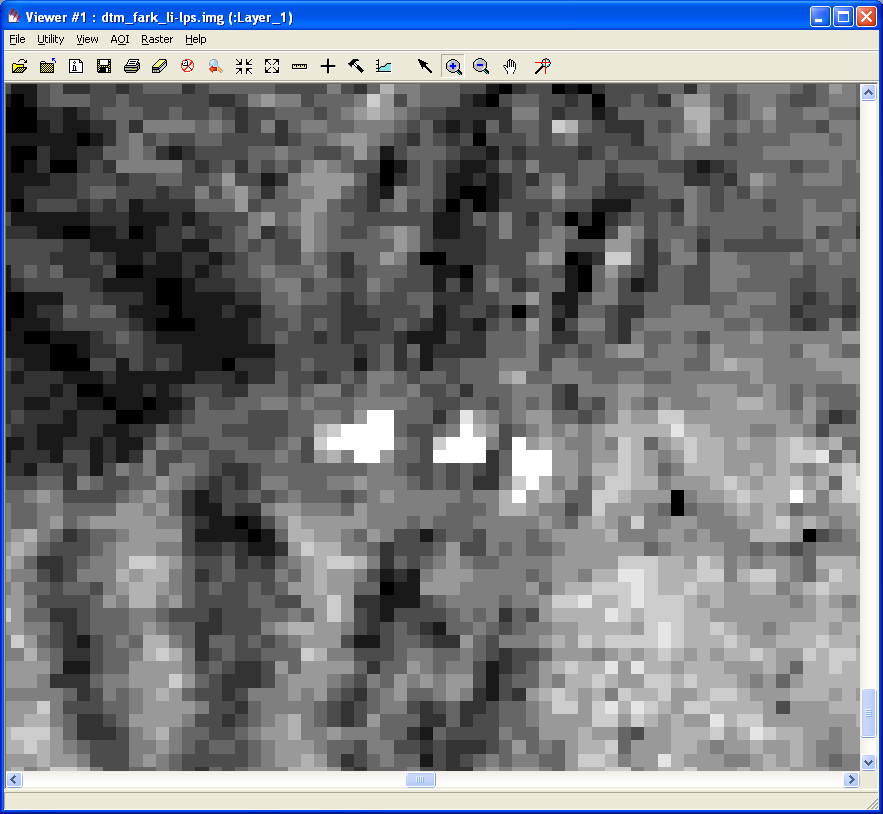 Viewer #1 : dtm_fark_li-lps.img (:Layer_1)
File Utility View AOI Raster Help